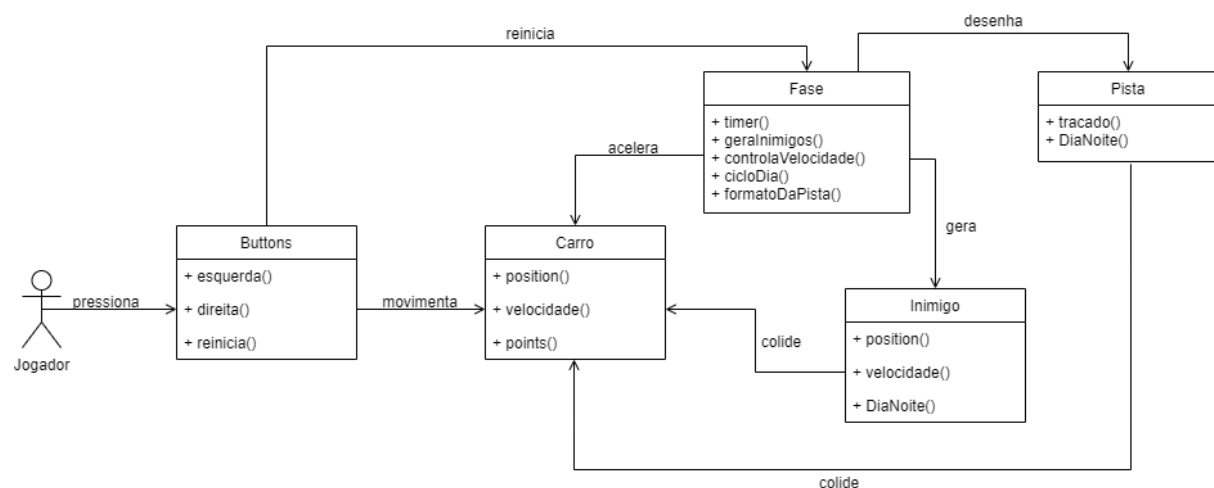 reinicia
desenha
Fase
+ timer()
+ geraInimigos()
+ controlaVelocidade()
+ cicloDia()
+ formatoDaPista()
Pista
+ tracado()
+ DiaNoite()
acelera
gera
Buttons
+ esquerda()
+ direita()
+ reinicia()
Carro
+ position()
+ velocidade()
+ points()
pressiona
movimenta
Jogador
colide
Inimigo
+ position()
+ velocidade()
+ DiaNoite()
colide